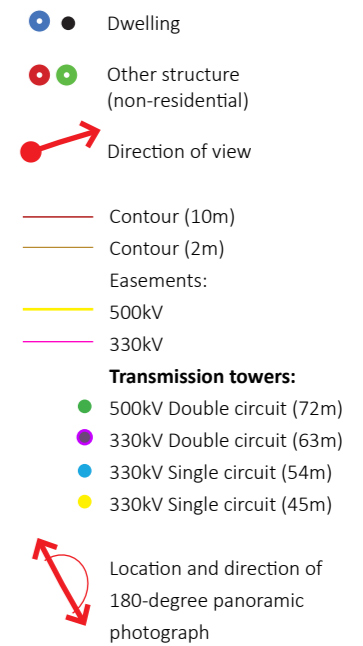 Dwelling
Other structure
(non-residential)
Direction of view
Contour (10m)
Contour (2m)
Easements:
500kV
330kV
Transmission towers:
500kV Double circuit (72m)
330kV Double circuit (63m)
330kV Single circuit (54m)
330kV Single circuit (45m)
Location and direction of
180-degree panoramic
photograph